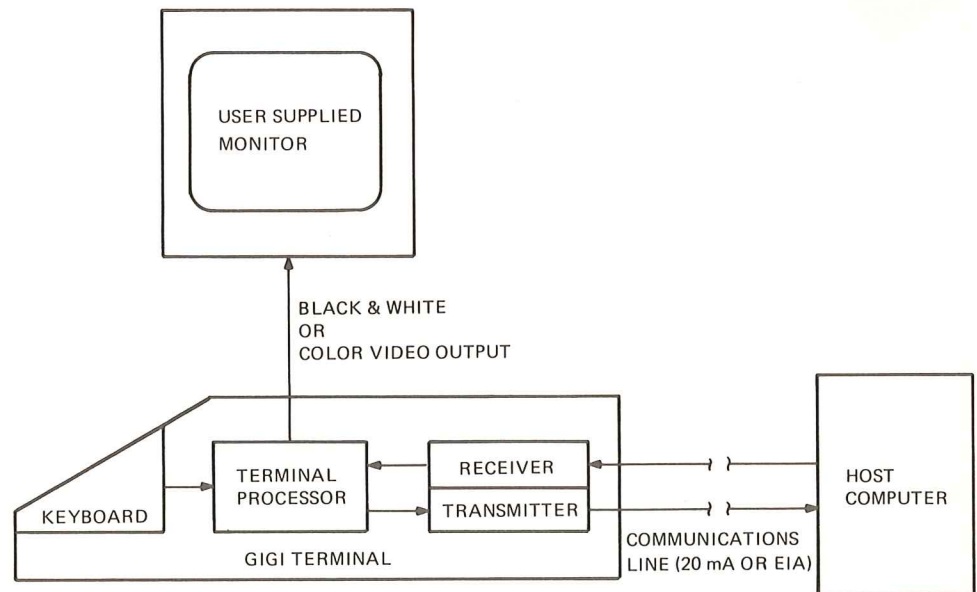 USER SUPPLIED
MONITOR
BLACK & WHITE
OR
COLOR VIDEO OUTPUT
KEYBOARD
TERMINAL
PROCESSOR
RECEIVER
TRANSMITTER
GIGI TERMINAL
COMMUNICATIONS
LINE (20 mA OR EIA)
HOST
COMPUTER